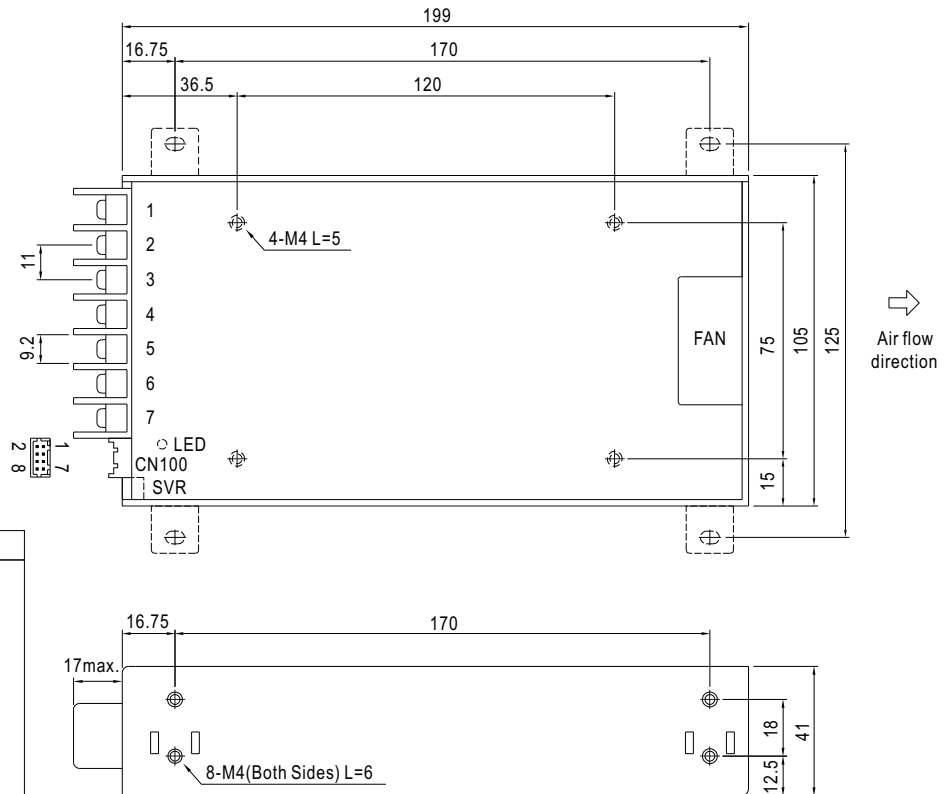 199
16.75
170
36.5
120
1
2
3
4
5
6
7
4-M4 L=5
11
9.2
FAN
75
105
125
15
Air flow
direction
LED
CN100
SVR
2 8
1 7
16.75
170
17max.
8-M4(Both Sides) L=6
18
12.5
41